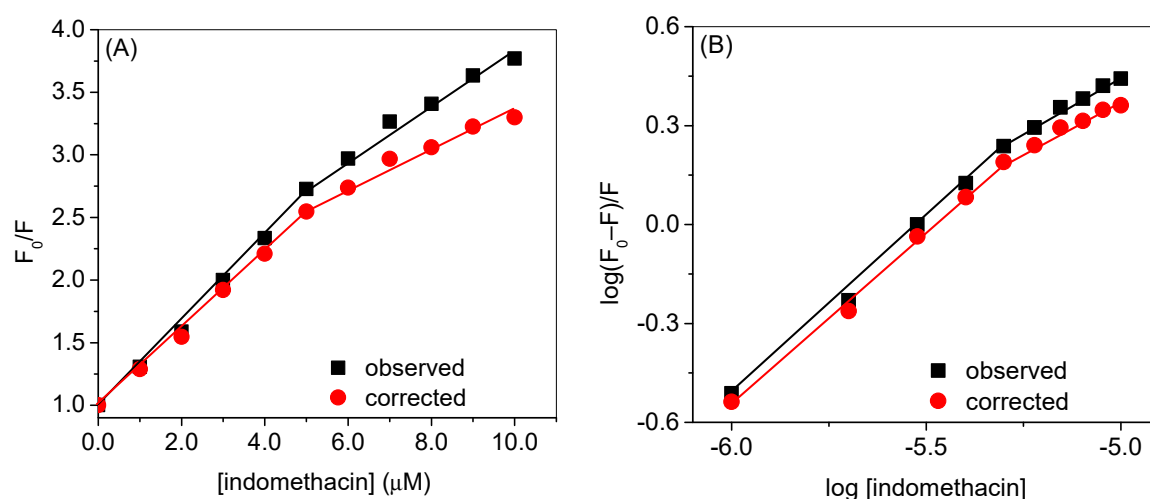 (A)
4.0
3.5
3.0
2.5
2.0
1.5
1.0
F₀/F
0.0 2.0 4.0 6.0 8.0 10.0
[indomethacin] (μM)
observed
corrected
(B)
0.6
0.3
0.0
-0.3
-0.6
log(F₀–F)/F
-6.0 -5.5 -5.0
log [indomethacin]
observed
corrected